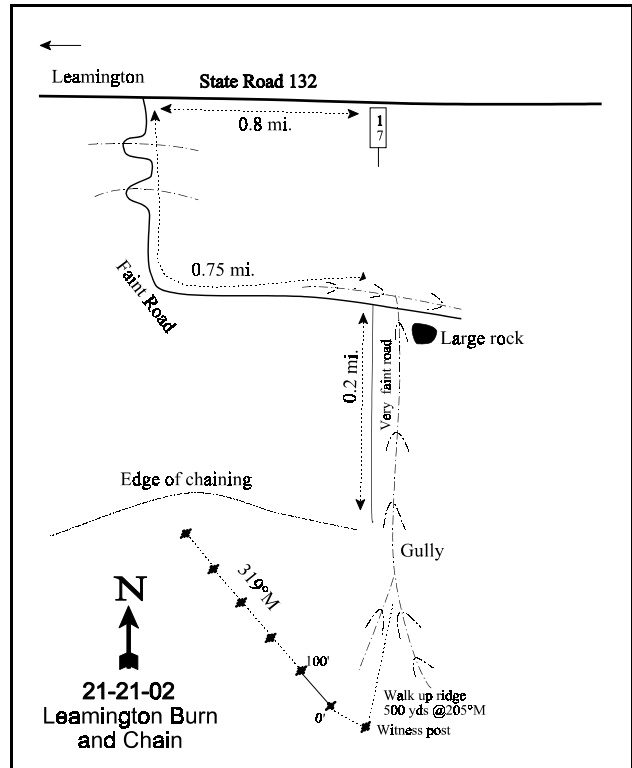 Leamington
State Road 132
0.8 mi.
1
7
0.75 mi.
Faint Road
Large rock
0.2 mi.
Very faint road
Edge of chaining
Gully
319°M
N
100'
21-21-02
Leamington Burn
and Chain
0'
Walk up ridge
500 yds @205°M
Witness post